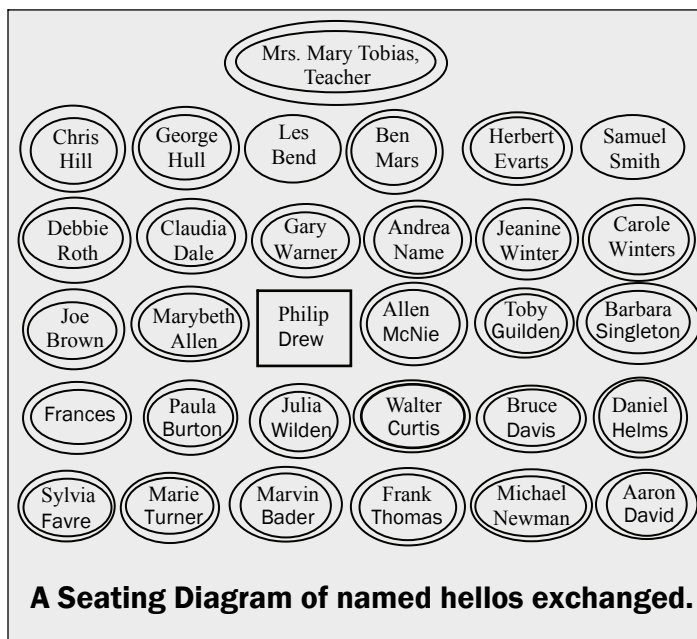 Mrs. Mary Tobias,
Teacher
Chris
Hill
George
Hull
Les
Bend
Ben
Mars
Herbert
Evarts
Samuel
Smith
Debbie
Roth
Claudia
Dale
Gary
Warner
Andrea
Name
Jeanine
Winter
Carole
Winters
Joe
Brown
Marybeth
Allen
Philip
Drew
Allen
McNie
Toby
Guilden
Barbara
Singleton
Frances
Paula
Burton
Julia
Wilden
Walter
Curtis
Bruce
Davis
Daniel
Helms
Sylvia
Favre
Marie
Turner
Marvin
Bader
Frank
Thomas
Michael
Newman
Aaron
David
A Seating Diagram of named hellos exchanged.